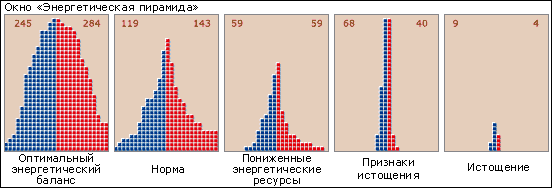 Окно «Энергетическая пирамида»
245 284
119 143
59 59
68 40
9 4
Оптимальный
энергетический
баланс
Норма
Пониженные
энергетические
ресурсы
Признаки
истощения
Истощение